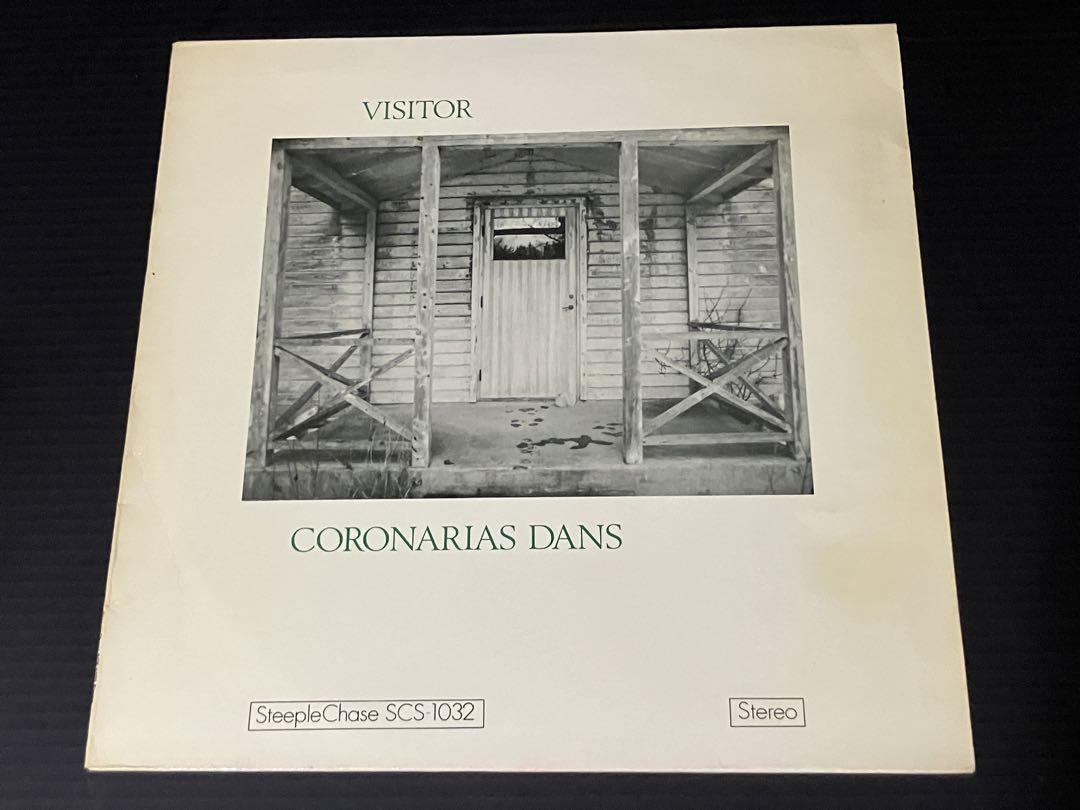 VISITOR
CORONARIAS DANS
SteepleChase SCS-1032
Stereo